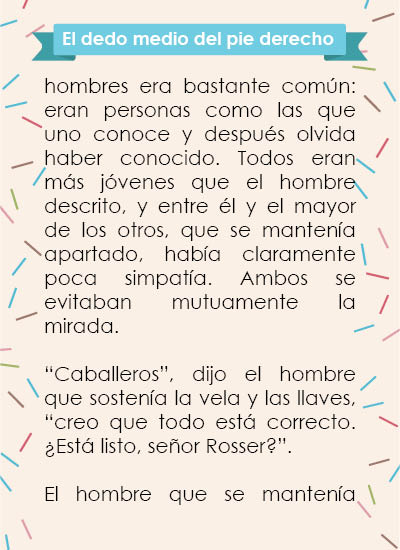 El dedo medio del pie derecho
hombres era bastante común:
eran personas como las que
uno conoce y después olvida
haber conocido. Todos eran
más jóvenes que el hombre
descrito, y entre él y el mayor
de los otros, que se mantenía
apartado, había claramente
poca simpatía. Ambos se
evitaban mutuamente la
mirada.
“Caballeros”, dijo el hombre
que sostenía la vela y las llaves,
“creo que todo está correcto.
¿Está listo, señor Rosser?”.
El hombre que se mantenía